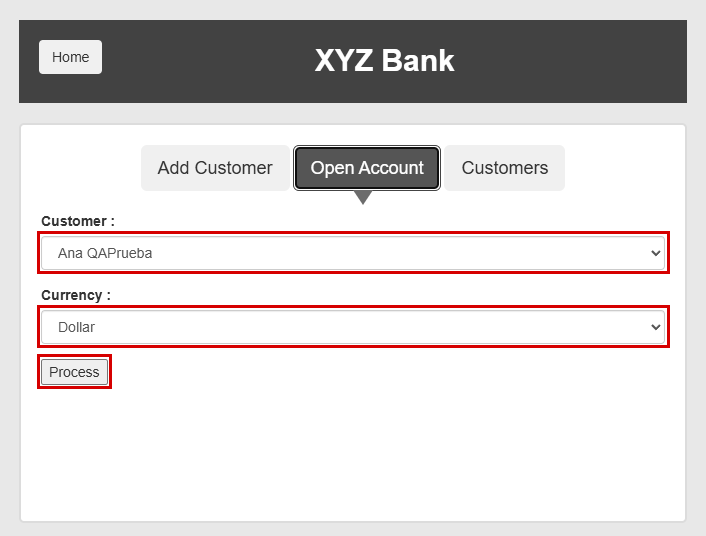 Home
XYZ Bank
Add Customer
Open Account
Customers
Customer :
Ana QAPrueba
Currency :
Dollar
Process